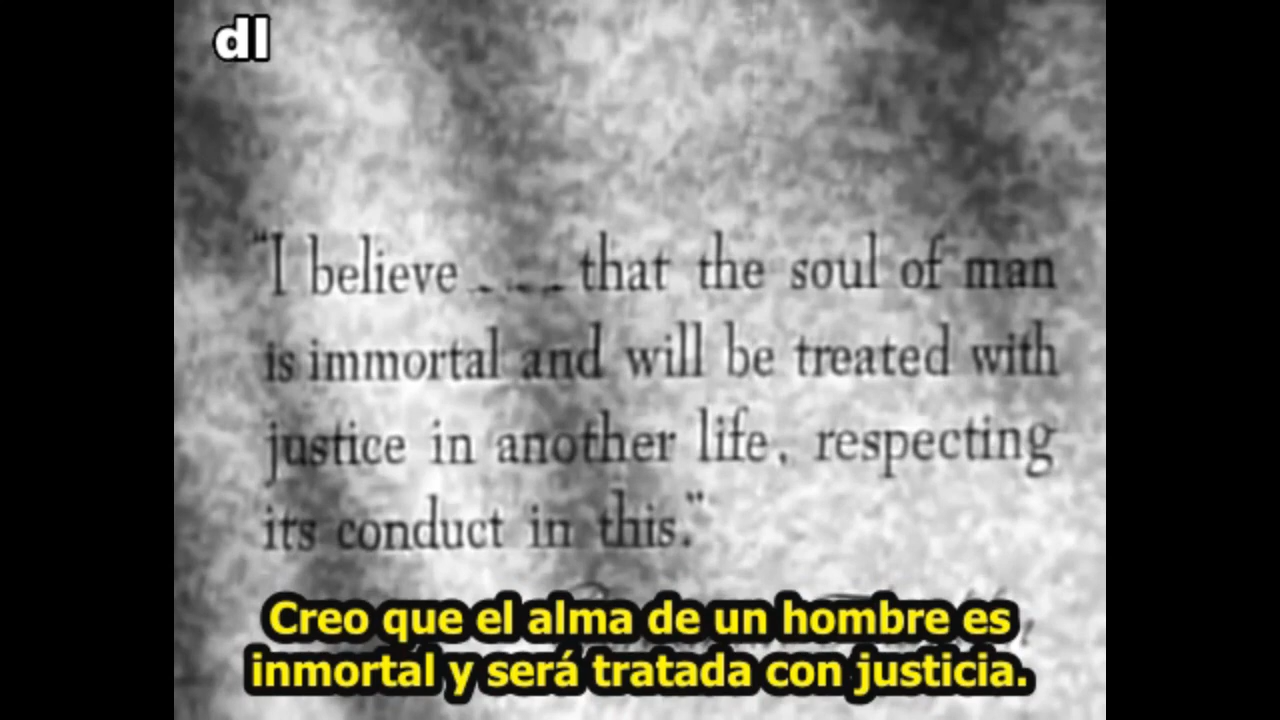 dl
"I believ̲e _ _ _ that the soul of man
is immortal and will be treated with
justice in another life, respecting
its conduct in this."
Creo que el alma de un hombre es
inmortal y será tratada con justicia.